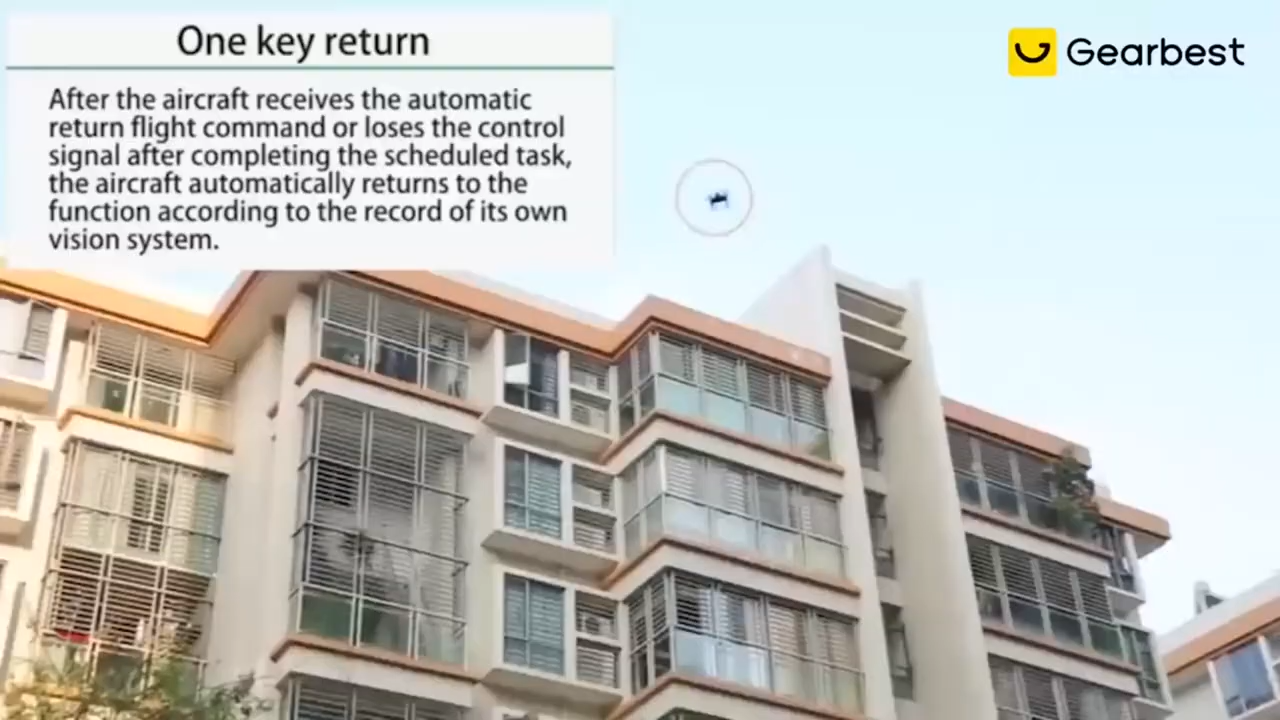 One key return
After the aircraft receives the automatic
return flight command or loses the control
signal after completing the scheduled task,
the aircraft automatically returns to the
function according to the record of its own
vision system.
Gearbest